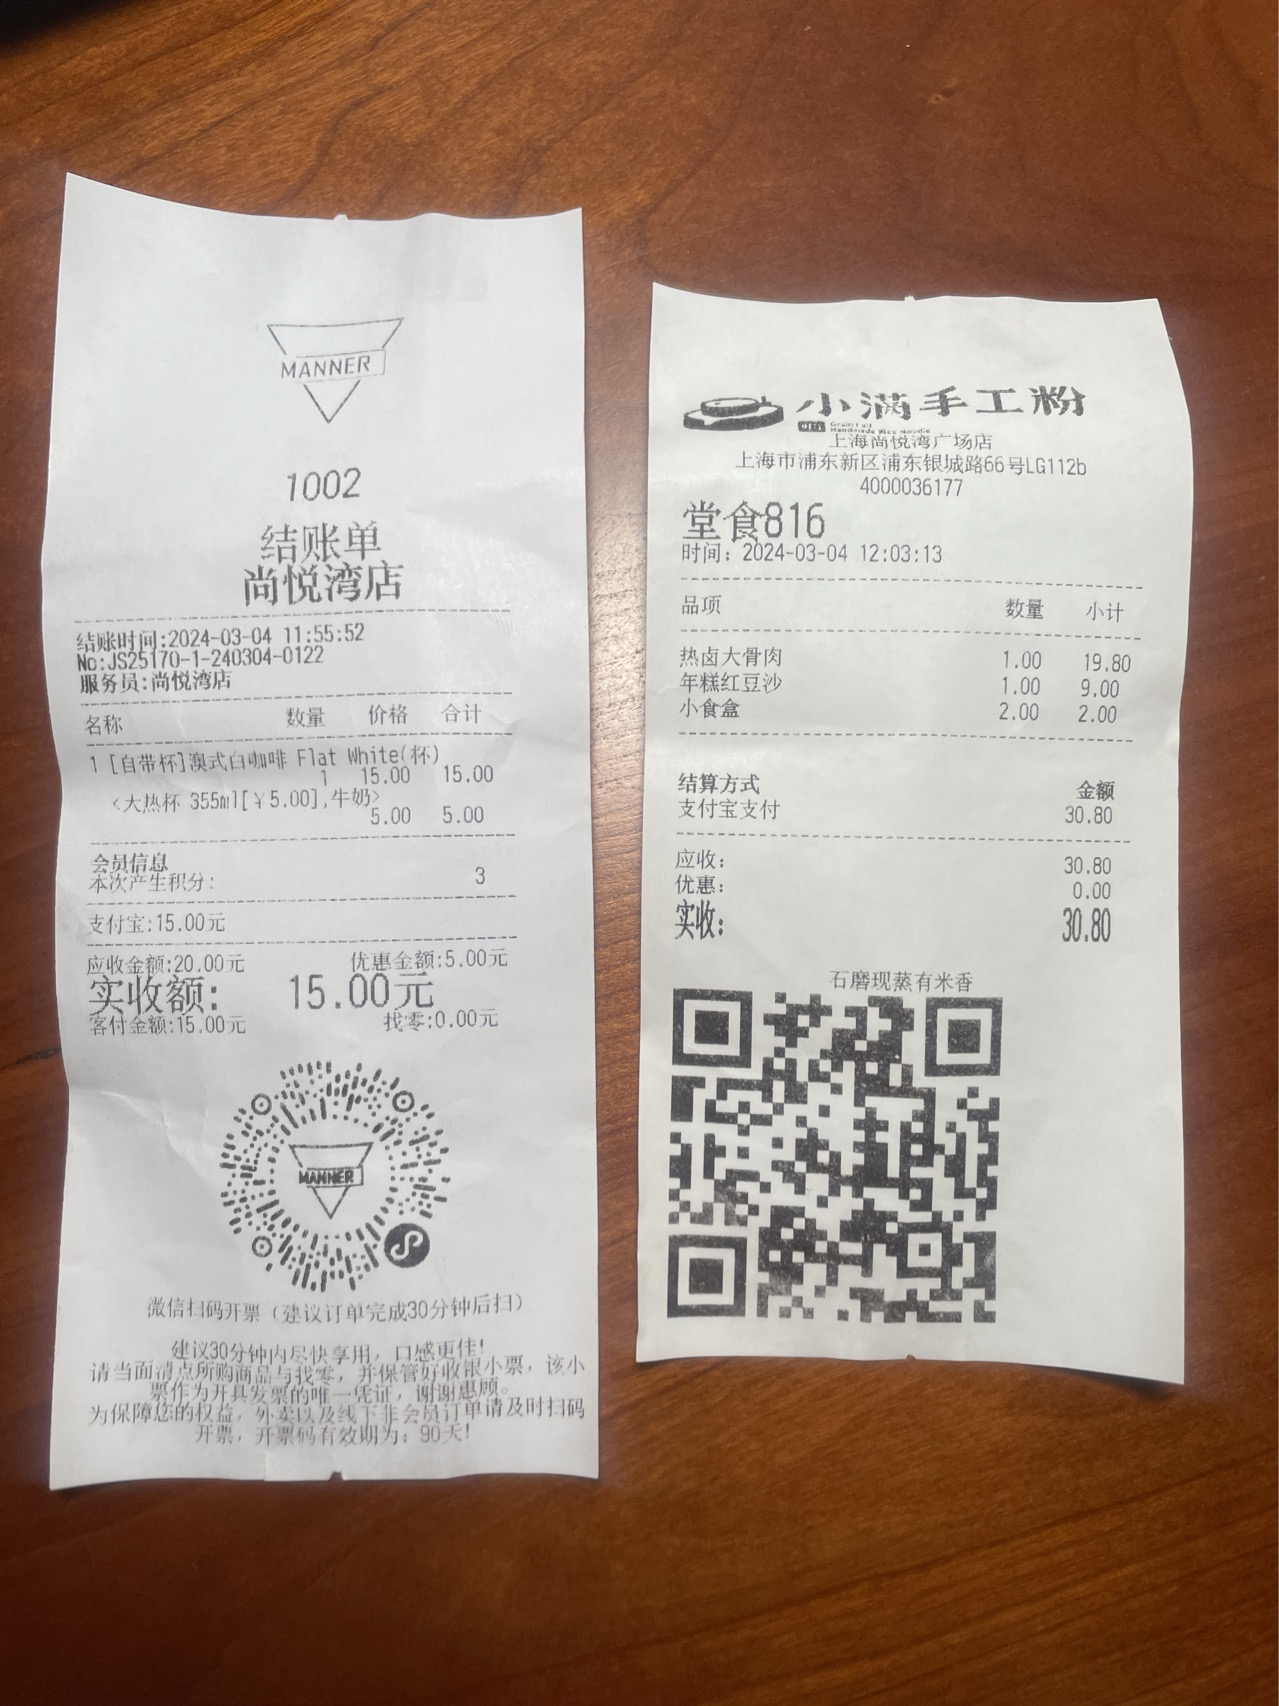 MANNER
1002
结账单
尚悦湾店
结账时间:2024-03-04 11:55:52
No:JS25170-1-240304-0122
服务员:尚悦湾店
名称 数量 价格 合计
1 [自带杯]澳式白咖啡 Flat White(杯)
1 15.00 15.00
<大热杯 355ml[￥5.00],牛奶>
5.00 5.00
会员信息
本次产生积分: 3
支付宝:15.00元
应收金额:20.00元 优惠金额:5.00元
实收额: 15.00元
客付金额:15.00元 找零:0.00元
MANNER
微信扫码开票（建议订单完成30分钟后扫）
建议30分钟内尽快享用，口感更佳!
请当面清点所购商品与找零，并保管好收银小票，该小
票作为开具发票的唯一凭证，谢谢惠顾。
为保障您的权益，外卖以及线下非会员订单请及时扫码
开票，开票码有效期为：90天!
小满手工粉
Handmade Rice Noodle
上海尚悦湾广场店
上海市浦东新区浦东银城路66号LG112b
4000036177
堂食816
时间: 2024-03-04 12:03:13
品项 数量 小计
热卤大骨肉 1.00 19.80
年糕红豆沙 1.00 9.00
小食盒 2.00 2.00
结算方式 金额
支付宝支付 30.80
应收: 30.80
优惠: 0.00
实收: 30.80
石磨现蒸有米香